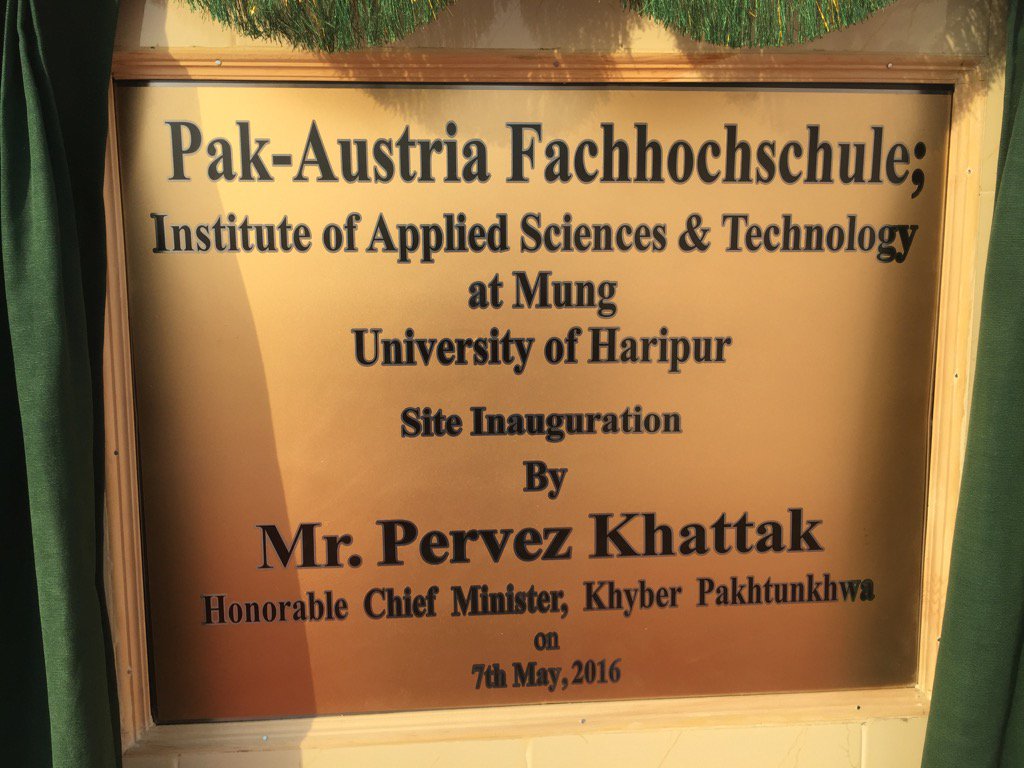 Pak-Austria Fachhochschule;
Institute of Applied Sciences & Technology
at Mung
University of Haripur
Site Inauguration
By
Mr. Pervez Khattak
Honorable Chief Minister, Khyber Pakhtunkhwa
on
7th May, 2016